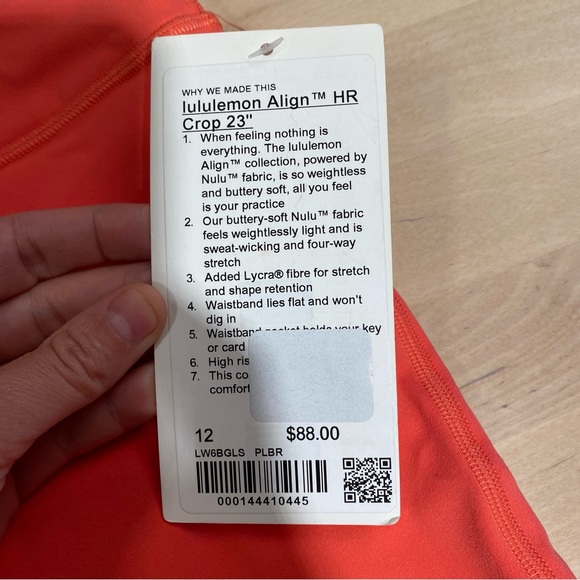 WHY WE MADE THIS
lululemon Align™ HR
Crop 23"
1. When feeling nothing is
everything. The lululemon
Align™ collection, powered by
Nulu™ fabric, is so weightless
and buttery soft, all you feel
is your practice
2. Our buttery-soft Nulu™ fabric
feels weightlessly light and is
sweat-wicking and four-way
stretch
3. Added Lycra® fibre for stretch
and shape retention
4. Waistband lies flat and won't
dig in
5. Waistband pocket holds your key
or card
6. High ris
7. This co
comfort
12 $88.00
LW6BGLS PLBR
000144410445